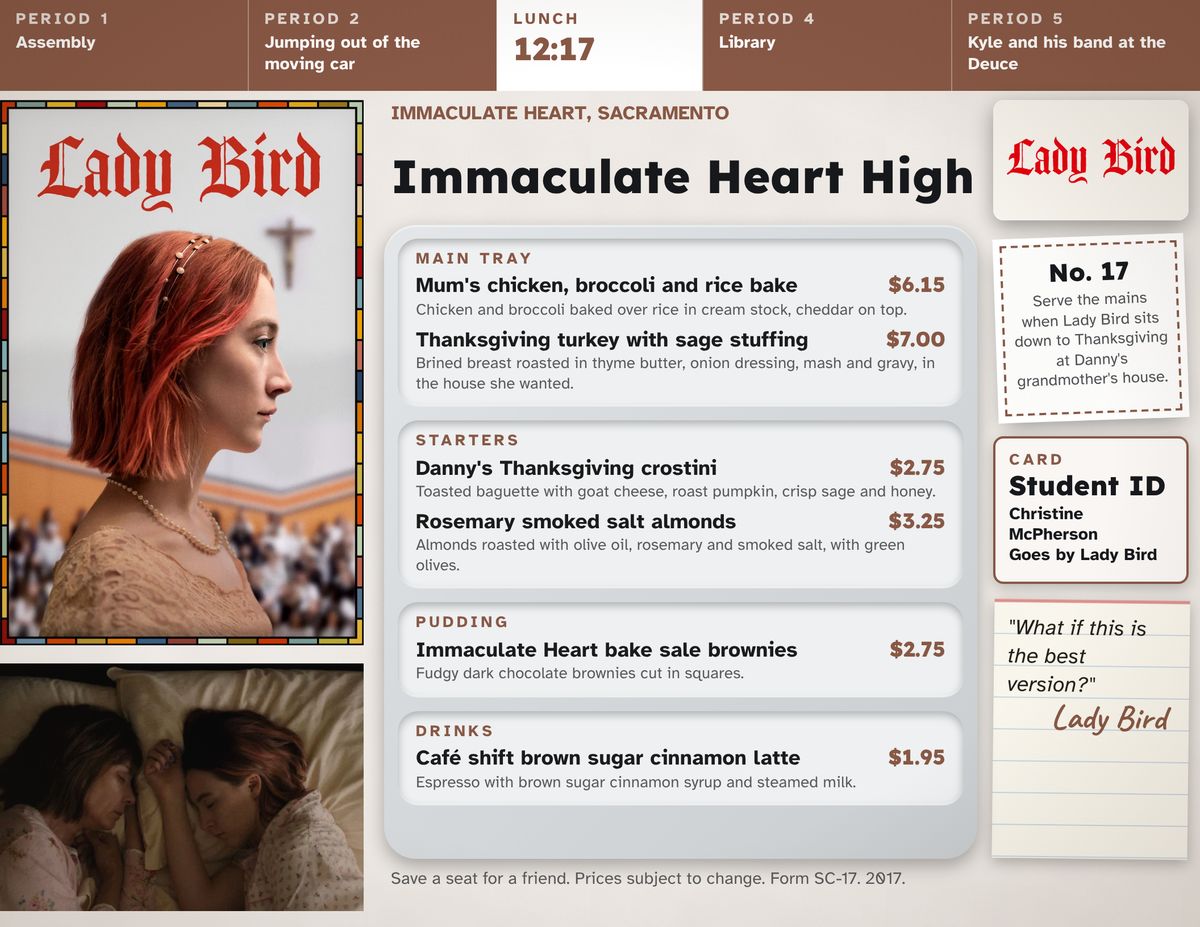 PERIOD 1
Assembly
PERIOD 2
Jumping out of the
moving car
LUNCH
12:17
PERIOD 4
Library
PERIOD 5
Kyle and his band at the
Deuce
Lady Bird
IMMACULATE HEART, SACRAMENTO
Immaculate Heart High
MAIN TRAY
Mum's chicken, broccoli and rice bake $6.15
Chicken and broccoli baked over rice in cream stock, cheddar on top.
Thanksgiving turkey with sage stuffing $7.00
Brined breast roasted in thyme butter, onion dressing, mash and gravy, in
the house she wanted.
STARTERS
Danny's Thanksgiving crostini $2.75
Toasted baguette with goat cheese, roast pumpkin, crisp sage and honey.
Rosemary smoked salt almonds $3.25
Almonds roasted with olive oil, rosemary and smoked salt, with green
olives.
PUDDING
Immaculate Heart bake sale brownies $2.75
Fudgy dark chocolate brownies cut in squares.
DRINKS
Café shift brown sugar cinnamon latte $1.95
Espresso with brown sugar cinnamon syrup and steamed milk.
Save a seat for a friend. Prices subject to change. Form SC-17. 2017.
Lady Bird
No. 17
Serve the mains
when Lady Bird sits
down to Thanksgiving
at Danny's
grandmother's house.
CARD
Student ID
Christine
McPherson
Goes by Lady Bird
"What if this is
the best
version?"
Lady Bird